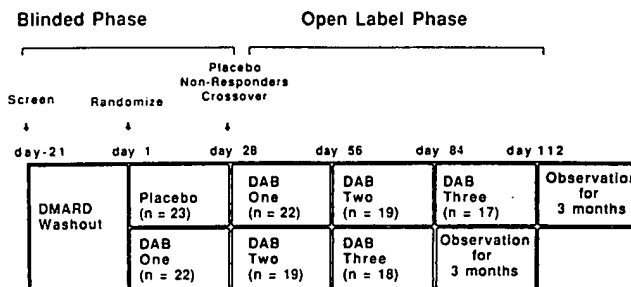 Blinded Phase
Open Label Phase
Placebo
Non-Responders
Crossover
Screen
Randomize
day-21
day 1
day 28
day 56
day 84
day 112
DMARD
Washout
Placebo
(n = 23)
DAB
One
(n = 22)
DAB
Two
(n = 19)
DAB
Three
(n = 17)
Observation
for
3 months
DAB
One
(n = 22)
DAB
Two
(n = 19)
DAB
Three
(n = 18)
Observation
for
3 months